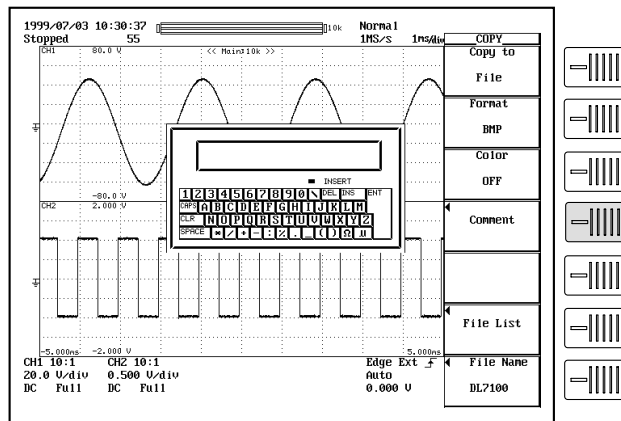 1999/07/03 10:30:37 10k Normal
Stopped 55 1MS/s 1ms/div
CH1 80.0 V << Main:10k >>
-80.0 V
CH2 2.000 V
-5.000ms -2.000 V 5.000ms
INSERT
1 2 3 4 5 6 7 8 9 0 \ DEL INS ENT
CAPS A B C D E F G H I J K L M
CLR N O P Q R S T U V W X Y Z
SPACE * / + - : % . _ ( ) Ω µ
CH1 10:1 CH2 10:1 Edge Ext
20.0 V/div 0.500 V/div Auto
DC Full DC Full 0.000 V
COPY
Copy to
File
Format
BMP
Color
OFF
Comment
File List
File Name
DL7100